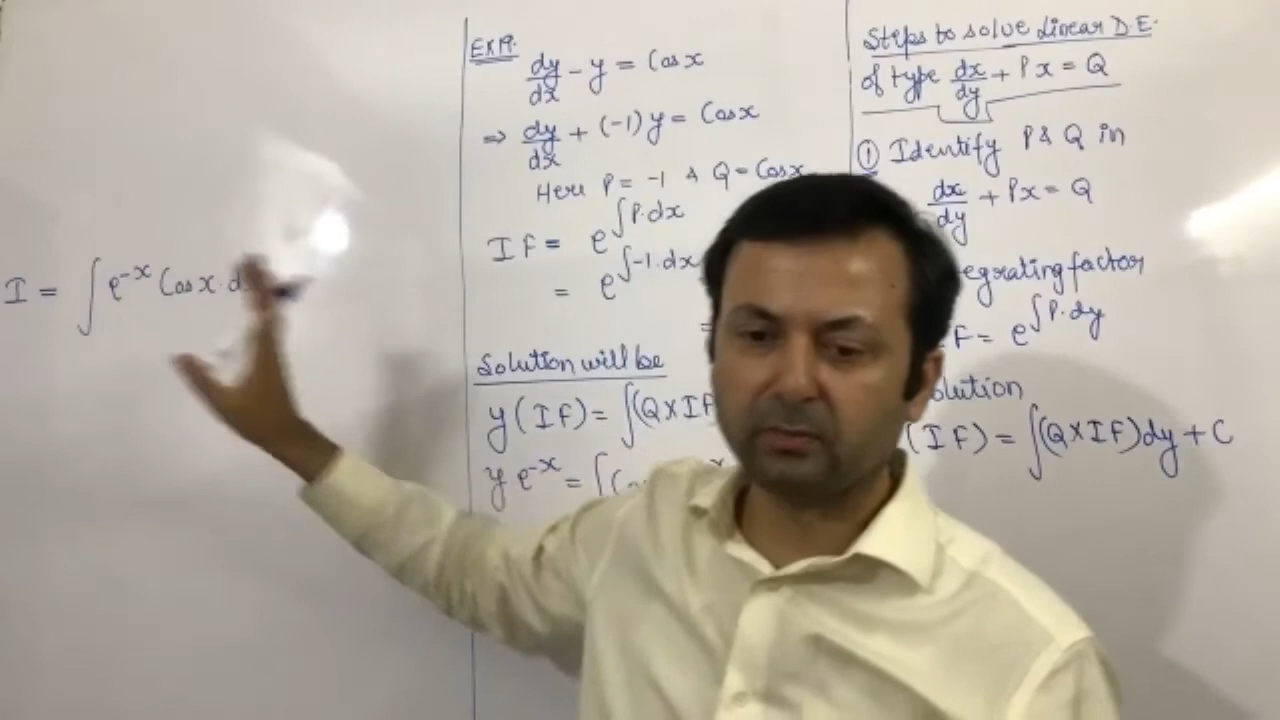 I = ∫ e^-x Cos x.
EXP1.
dy/dx - y = Cos x
⇒ dy/dx + (-1)y = Cos x
Here P = -1 & Q = Cos x
IF = e^∫P.dx
= e^∫-1.dx
=
Solution will be
y(IF) = ∫(Q×IF
y e^-x = ∫(
Steps to solve Linear D.E.
of type dx/dy + Px = Q
① Identify P & Q in
dx/dy + Px = Q
egrating factor
F = e^∫P.dy
olution
(IF) = ∫(Q×IF)dy + C